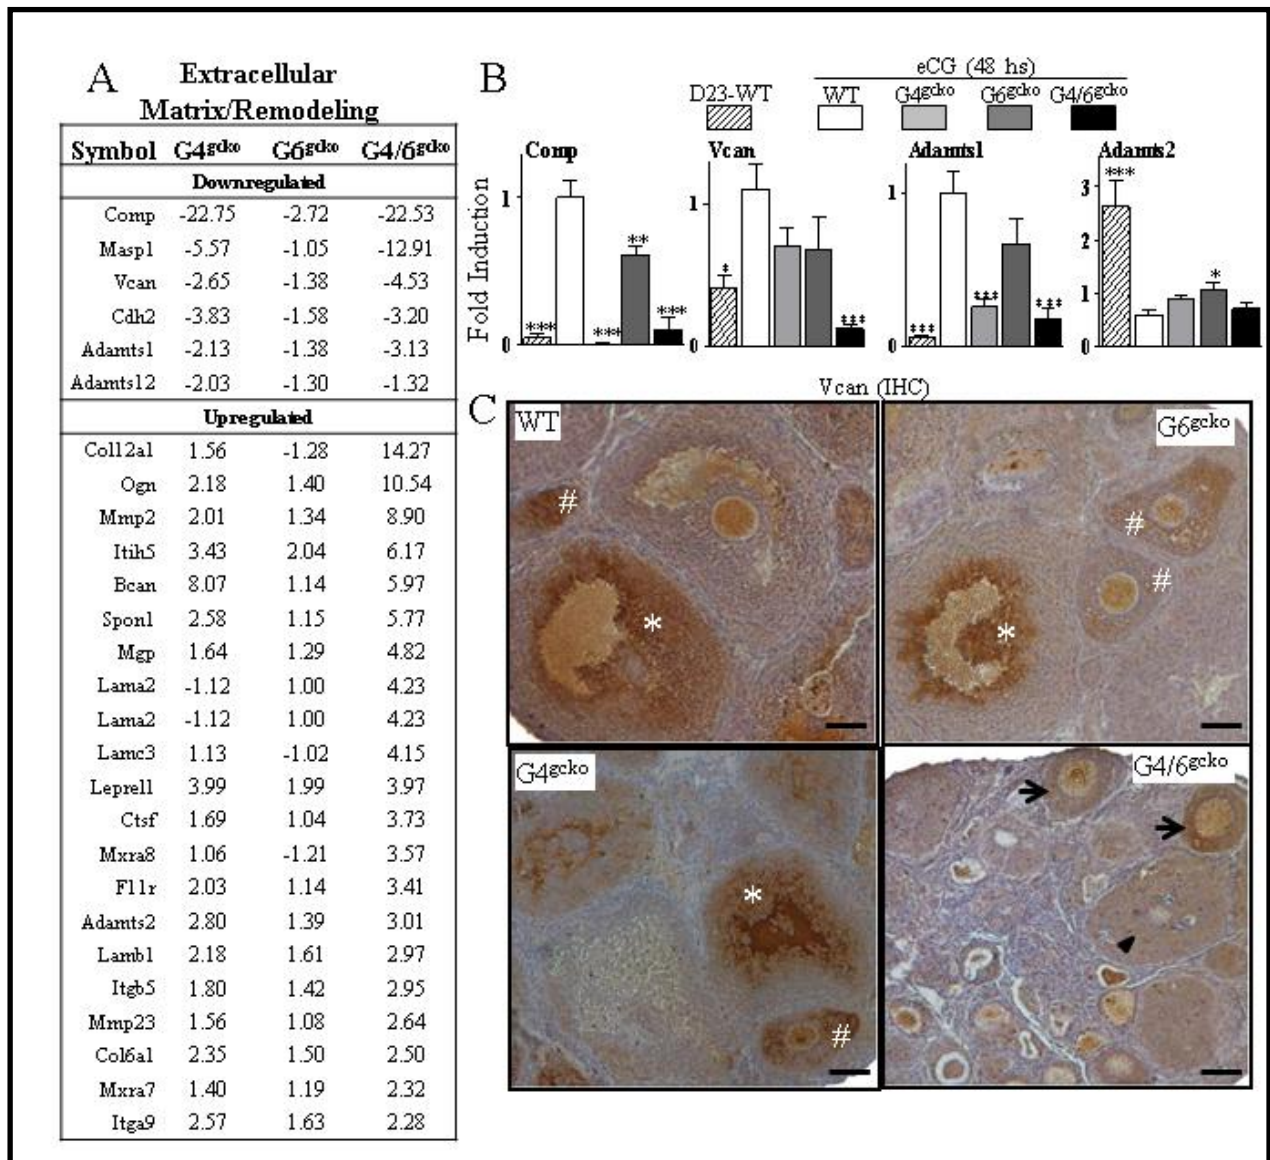 A
Extracellular
Matrix/Remodeling
Symbol G4gcko G6gcko G4/6gcko
Downregulated
Comp -22.75 -2.72 -22.53
Masp1 -5.57 -1.05 -12.91
Vcan -2.65 -1.38 -4.53
Cdh2 -3.83 -1.58 -3.20
Adamts1 -2.13 -1.38 -3.13
Adamts12 -2.03 -1.30 -1.32
Upregulated
Col12a1 1.56 -1.28 14.27
Ogn 2.18 1.40 10.54
Mmp2 2.01 1.34 8.90
Itih5 3.43 2.04 6.17
Bcan 8.07 1.14 5.97
Spon1 2.58 1.15 5.77
Mgp 1.64 1.29 4.82
Lama2 -1.12 1.00 4.23
Lama2 -1.12 1.00 4.23
Lamc3 1.13 -1.02 4.15
Leprel1 3.99 1.99 3.97
Ctsf 1.69 1.04 3.73
Mxra8 1.06 -1.21 3.57
F11r 2.03 1.14 3.41
Adamts2 2.80 1.39 3.01
Lamb1 2.18 1.61 2.97
Itgb5 1.80 1.42 2.95
Mmp23 1.56 1.08 2.64
Col6a1 2.35 1.50 2.50
Mxra7 1.40 1.19 2.32
Itga9 2.57 1.63 2.28
B
eCG (48 hs)
D23-WT WT G4gcko G6gcko G4/6gcko
Comp Vcan Adamts1 Adamts2
Fold Induction
1
0
*** *** ** ***
1
0
‡ ‡‡‡
1
0
‡‡‡ ‡‡‡ ‡‡‡
3
2
1
0
*** *
C
Vcan (IHC)
WT
#
*
G6gcko
#
#
*
G4gcko
*
#
G4/6gcko